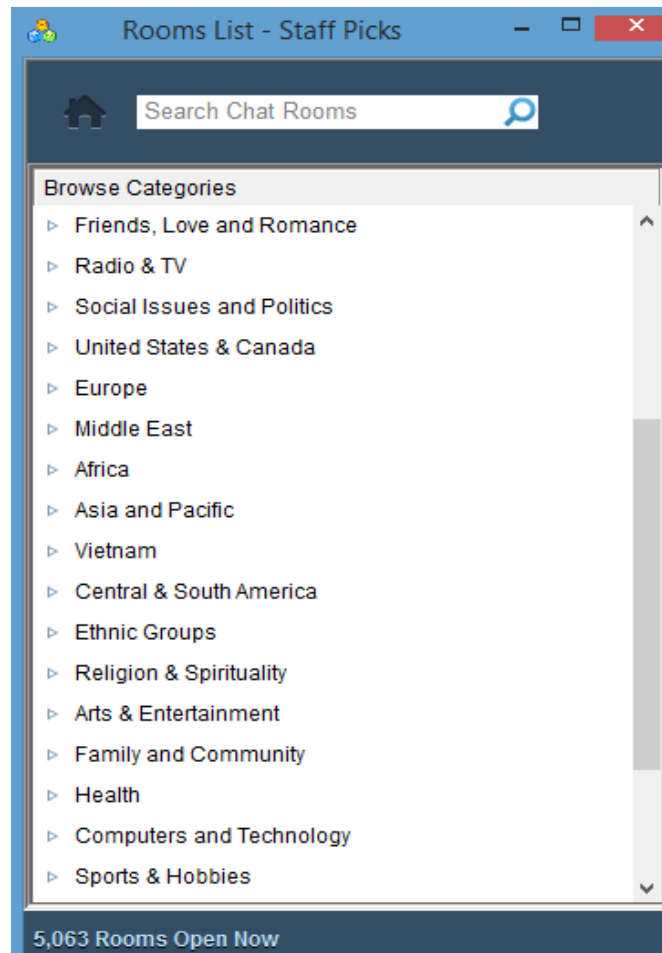 Rooms List - Staff Picks
Search Chat Rooms
Browse Categories
Friends, Love and Romance
Radio & TV
Social Issues and Politics
United States & Canada
Europe
Middle East
Africa
Asia and Pacific
Vietnam
Central & South America
Ethnic Groups
Religion & Spirituality
Arts & Entertainment
Family and Community
Health
Computers and Technology
Sports & Hobbies
5,063 Rooms Open Now